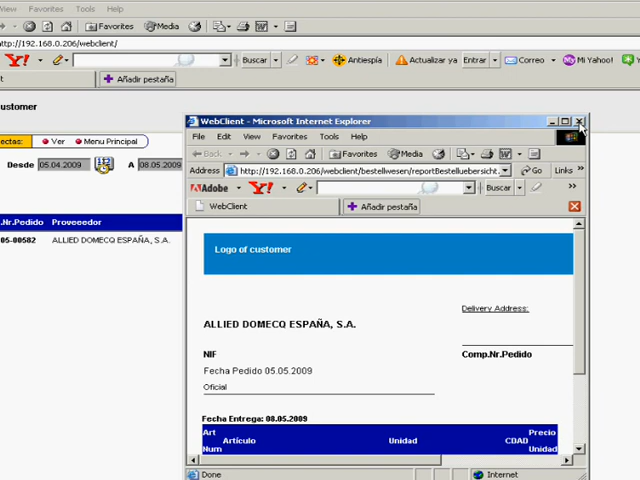 View Favorites Tools Help
Favorites Media
http://192.168.0.206/webclient/
Y! Buscar Antiespía Actualizar ya Entrar Correo Mi Yahoo!
Añadir pestaña
ustomer
ectas: Ver Menu Principal
Desde 05.04.2009 A 08.05.2009
.Nr.Pedido Proveeedor
05-00582 ALLIED DOMECQ ESPAÑA, S.A.
WebClient - Microsoft Internet Explorer
File Edit View Favorites Tools Help
Back Favorites Media
Address http://192.168.0.206/webclient/bestellwesen/reportBestelluebersicht. Go Links »
Adobe Y! Buscar »
WebClient Añadir pestaña
Logo of customer
Delivery Address:
ALLIED DOMECQ ESPAÑA, S.A.
NIF Comp.Nr.Pedido
Fecha Pedido 05.05.2009
Oficial
Fecha Entrega: 08.05.2009
Art Num Artículo Unidad CDAD Precio Unidad
Done Internet